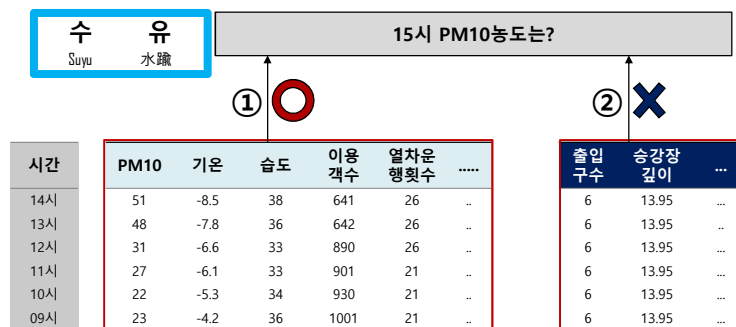 수 유
Suyu 水踰
15시 PM10농도는?
①
②
시간 PM10 기온 습도 이용객수 열차운행횟수 ..... 출입구수 승강장깊이 ...
14시 51 -8.5 38 641 26 .. 6 13.95 ...
13시 48 -7.8 36 642 26 .. 6 13.95 ..
12시 31 -6.6 33 890 26 .. 6 13.95 ...
11시 27 -6.1 33 901 21 .. 6 13.95 ...
10시 22 -5.3 34 930 21 .. 6 13.95 ...
09시 23 -4.2 36 1001 21 .. 6 13.95 ...